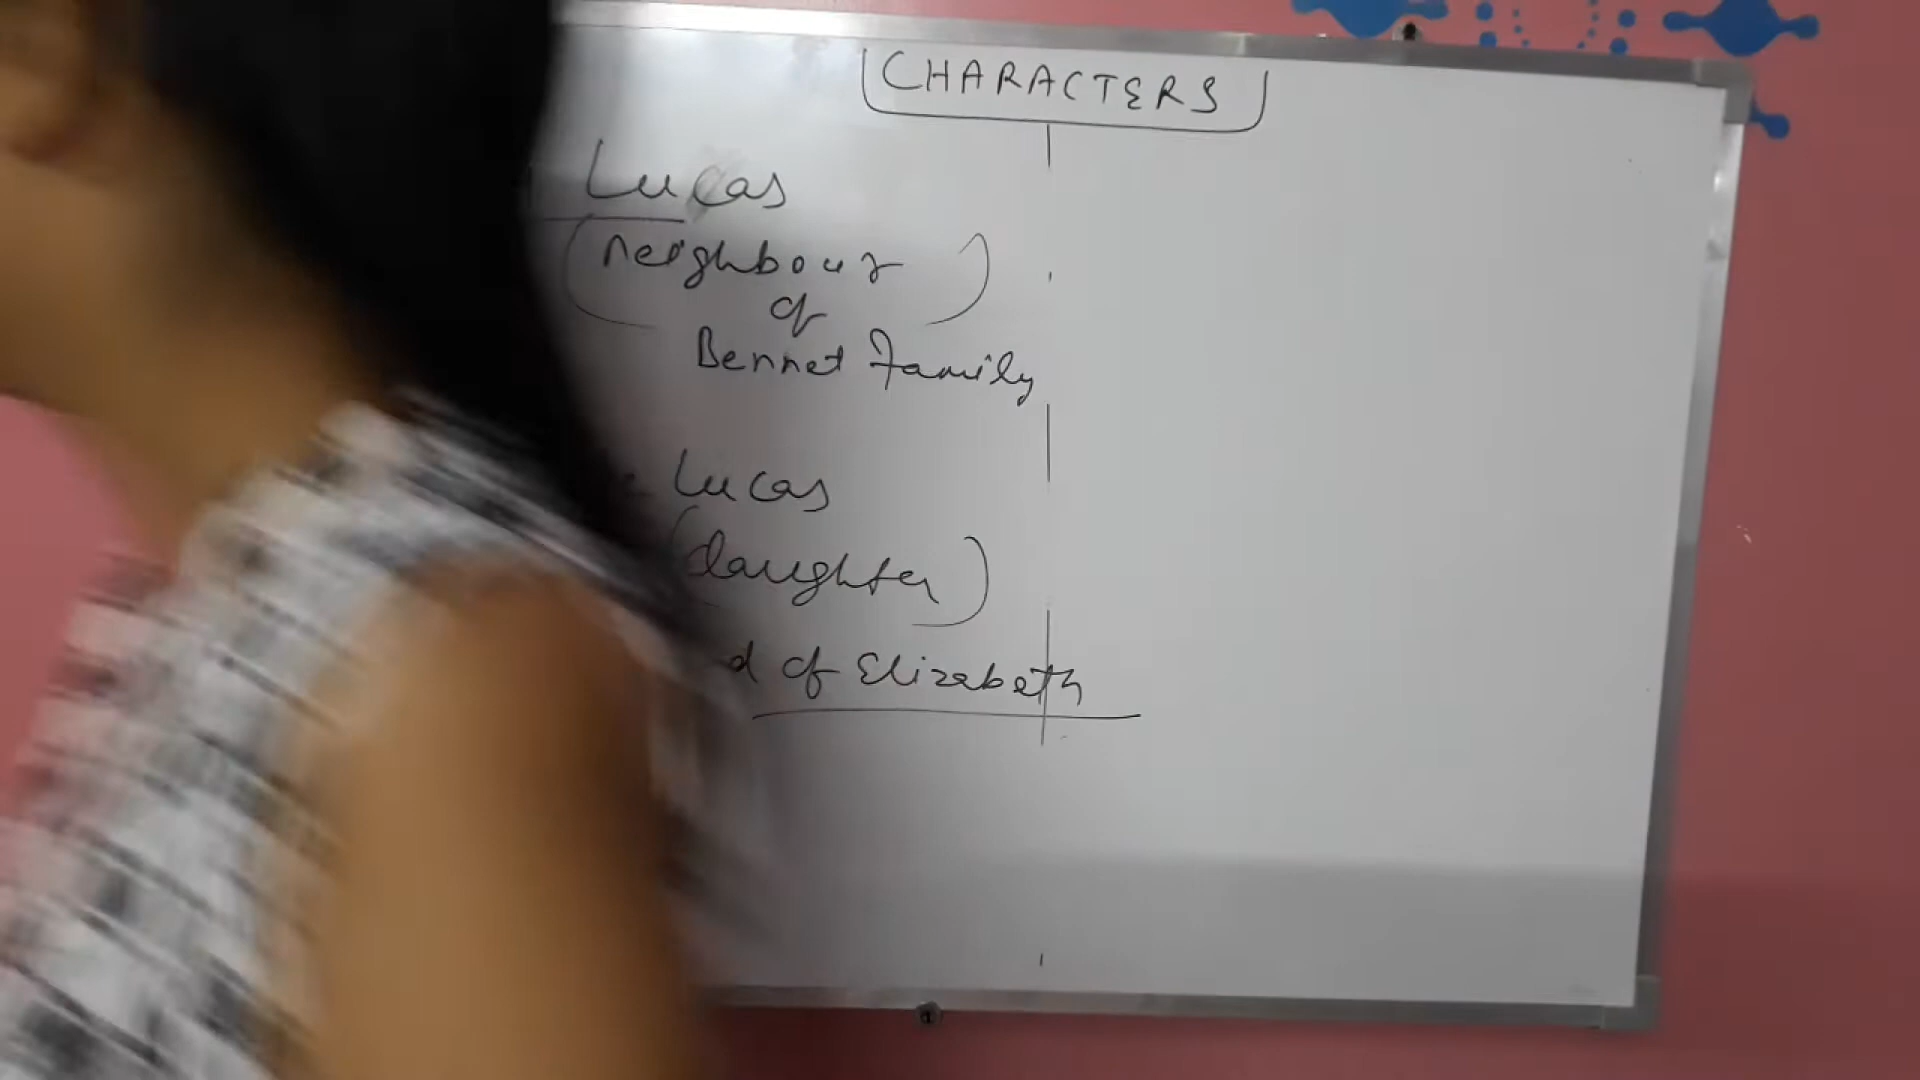 CHARACTERS
Lucas
(neighbour
of
Bennet Family
Lucas
(daughter)
of Elizabeth